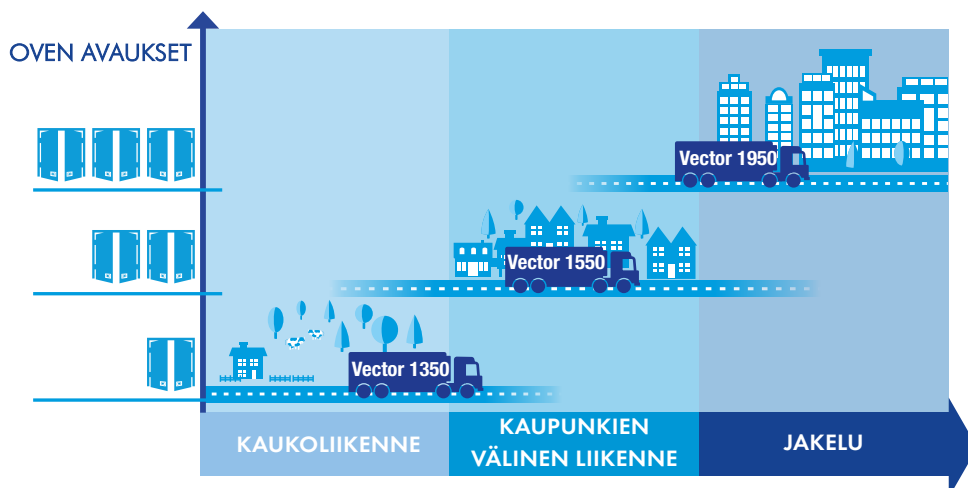 OVEN AVAUKSET
Vector 1950
Vector 1550
Vector 1350
KAUKOLIIKENNE
KAUPUNKIEN
VÄLINEN LIIKENNE
JAKELU